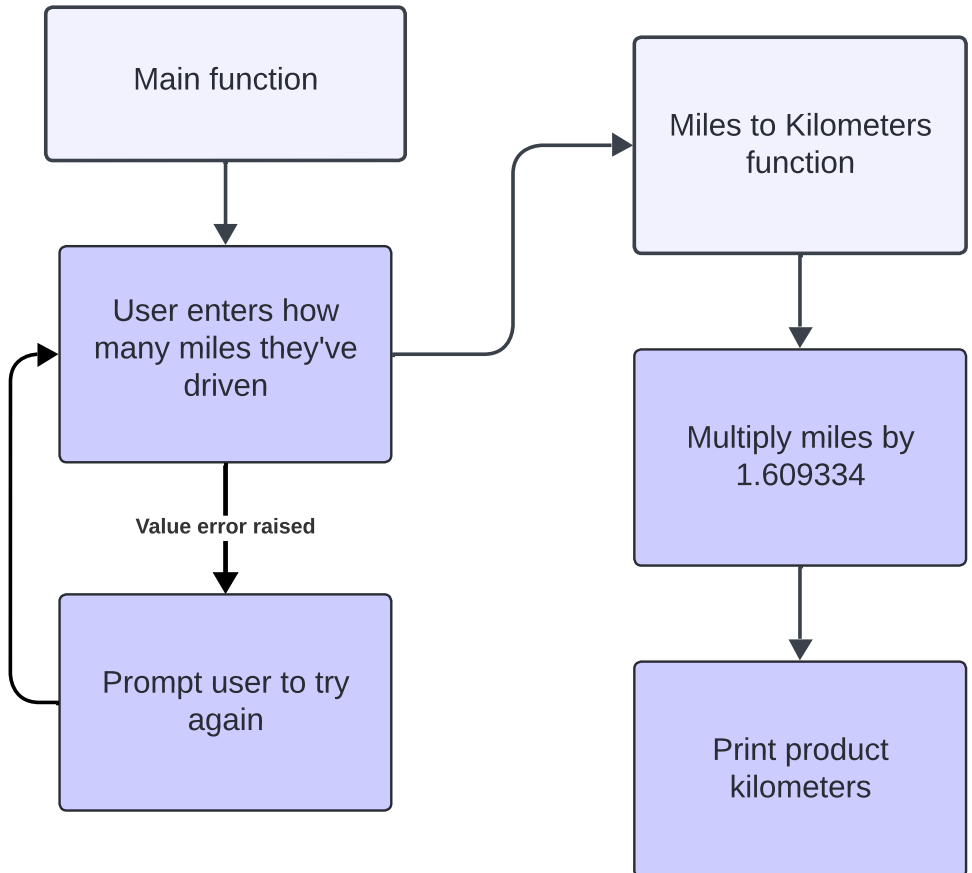 Main function
User enters how
many miles they've
driven
Value error raised
Prompt user to try
again
Miles to Kilometers
function
Multiply miles by
1.609334
Print product
kilometers